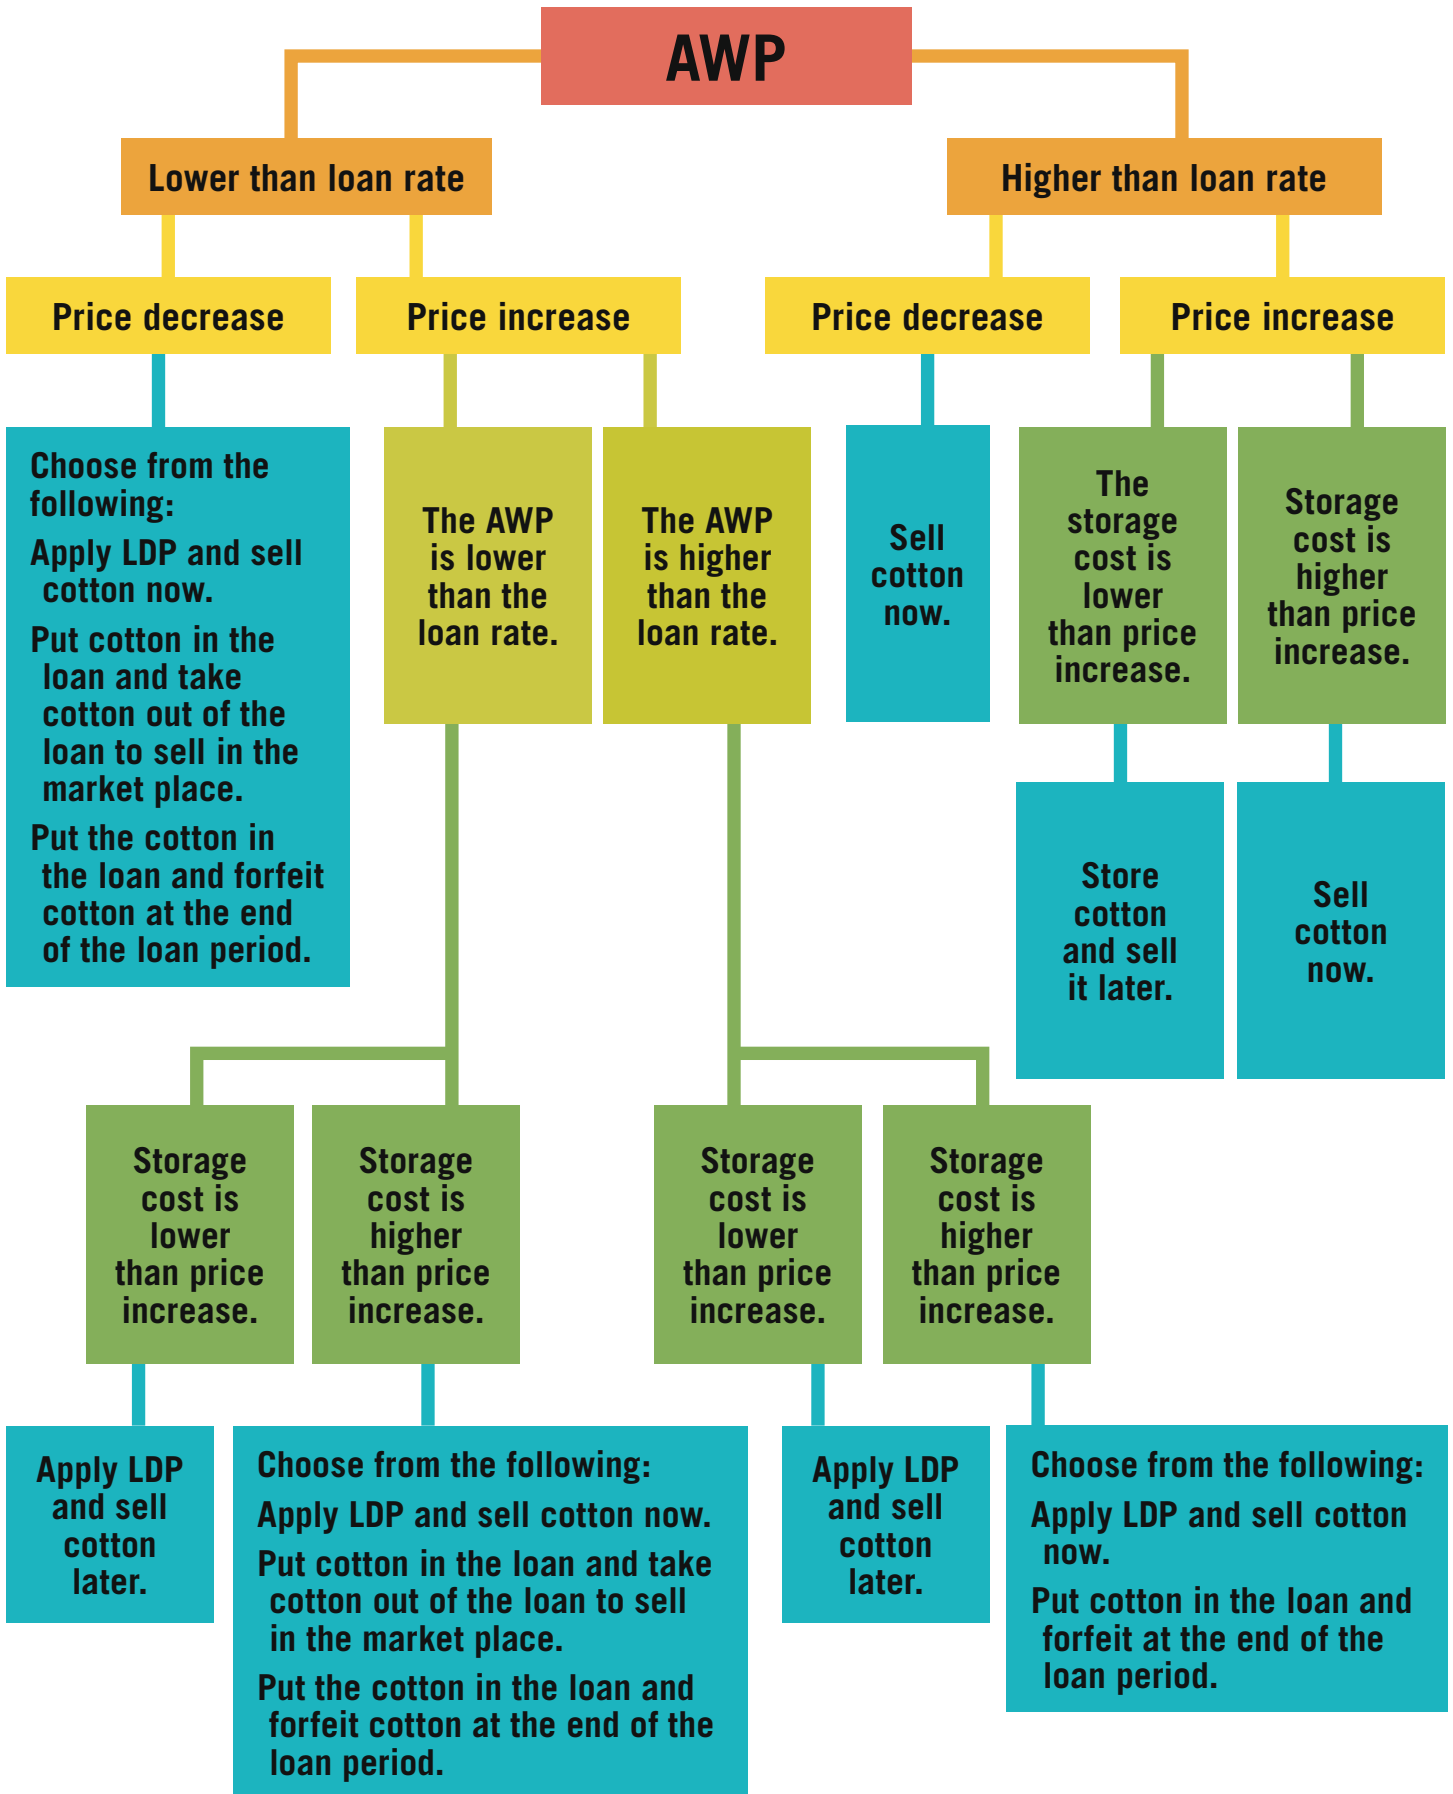 AWP
Lower than loan rate
Higher than loan rate
Price decrease
Price increase
Price decrease
Price increase
Choose from the
following:
Apply LDP and sell
cotton now.
Put cotton in the
loan and take
cotton out of the
loan to sell in the
market place.
Put the cotton in
the loan and forfeit
cotton at the end
of the loan period.
The AWP
is lower
than the
loan rate.
The AWP
is higher
than the
loan rate.
Sell
cotton
now.
The
storage
cost is
lower
than price
increase.
Storage
cost is
higher
than price
increase.
Store
cotton
and sell
it later.
Sell
cotton
now.
Storage
cost is
lower
than price
increase.
Storage
cost is
higher
than price
increase.
Storage
cost is
lower
than price
increase.
Storage
cost is
higher
than price
increase.
Apply LDP
and sell
cotton
later.
Choose from the following:
Apply LDP and sell cotton now.
Put cotton in the loan and take
cotton out of the loan to sell
in the market place.
Put the cotton in the loan and
forfeit cotton at the end of the
loan period.
Apply LDP
and sell
cotton
later.
Choose from the following:
Apply LDP and sell cotton
now.
Put cotton in the loan and
forfeit at the end of the
loan period.